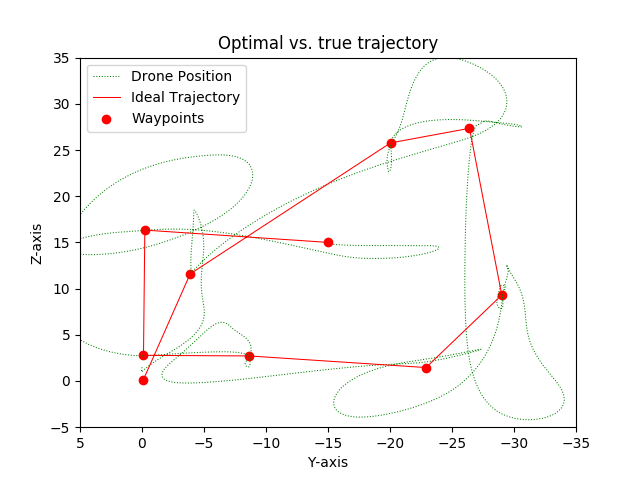 Optimal vs. true trajectory
Drone Position
Ideal Trajectory
Waypoints
35
30
25
20
15
10
5
0
−5
Z-axis
5 0 −5 −10 −15 −20 −25 −30 −35
Y-axis